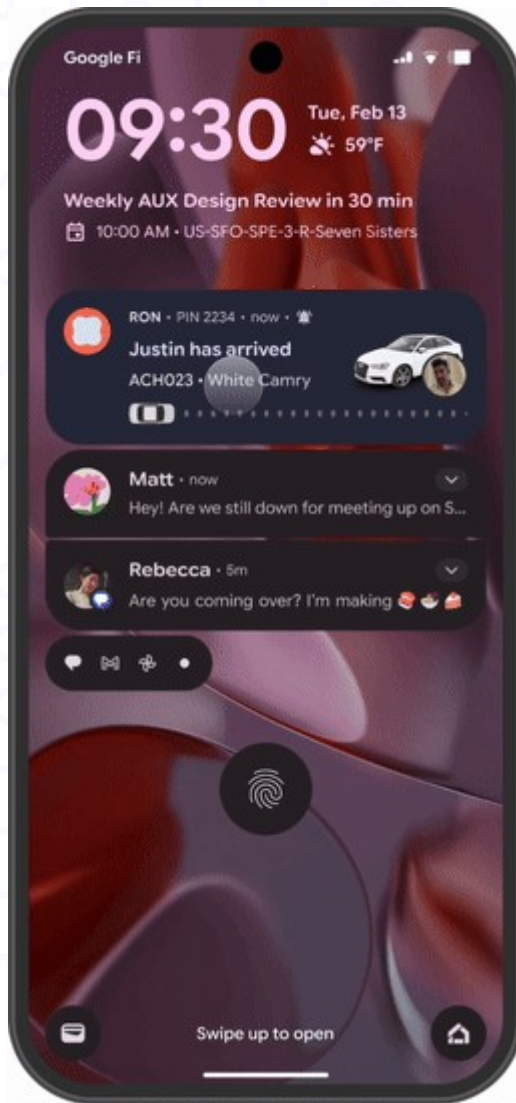 Google Fi
09:30
Tue, Feb 13
59°F
Weekly AUX Design Review in 30 min
10:00 AM • US-SFO-SPE-3-R-Seven Sisters
RON • PIN 2234 • now •
Justin has arrived
ACH023 • White Camry
Matt • now
Hey! Are we still down for meeting up on S...
Rebecca • 5m
Are you coming over? I'm making 🍣 🍜 🍰
Swipe up to open